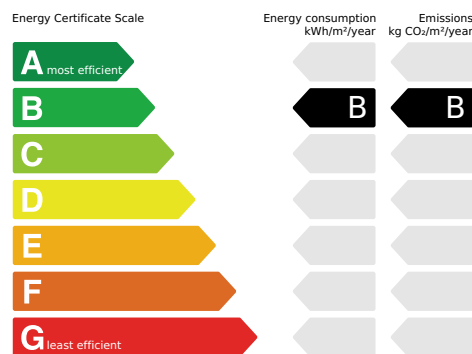 Energy Certificate Scale
Energy consumption
kWh/m²/year
Emissions
kg CO₂/m²/year
A most efficient
B
B
B
C
D
E
F
G least efficient